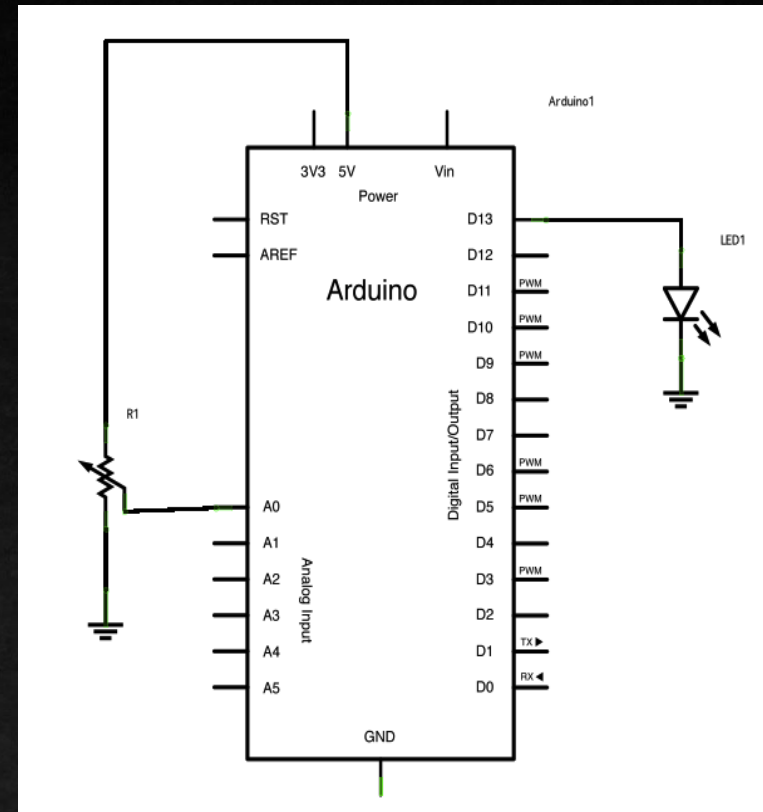 Arduino1
3V3 5V Vin
Power
RST D13
LED1
AREF D12
Arduino
D11 PWM
D10 PWM
D9 PWM
D8
R1
D7
D6 PWM
Digital Input/Output
A0 D5 PWM
A1 D4
A2 D3 PWM
Analog Input
A3 D2
A4 D1 TX
A5 D0 RX
GND